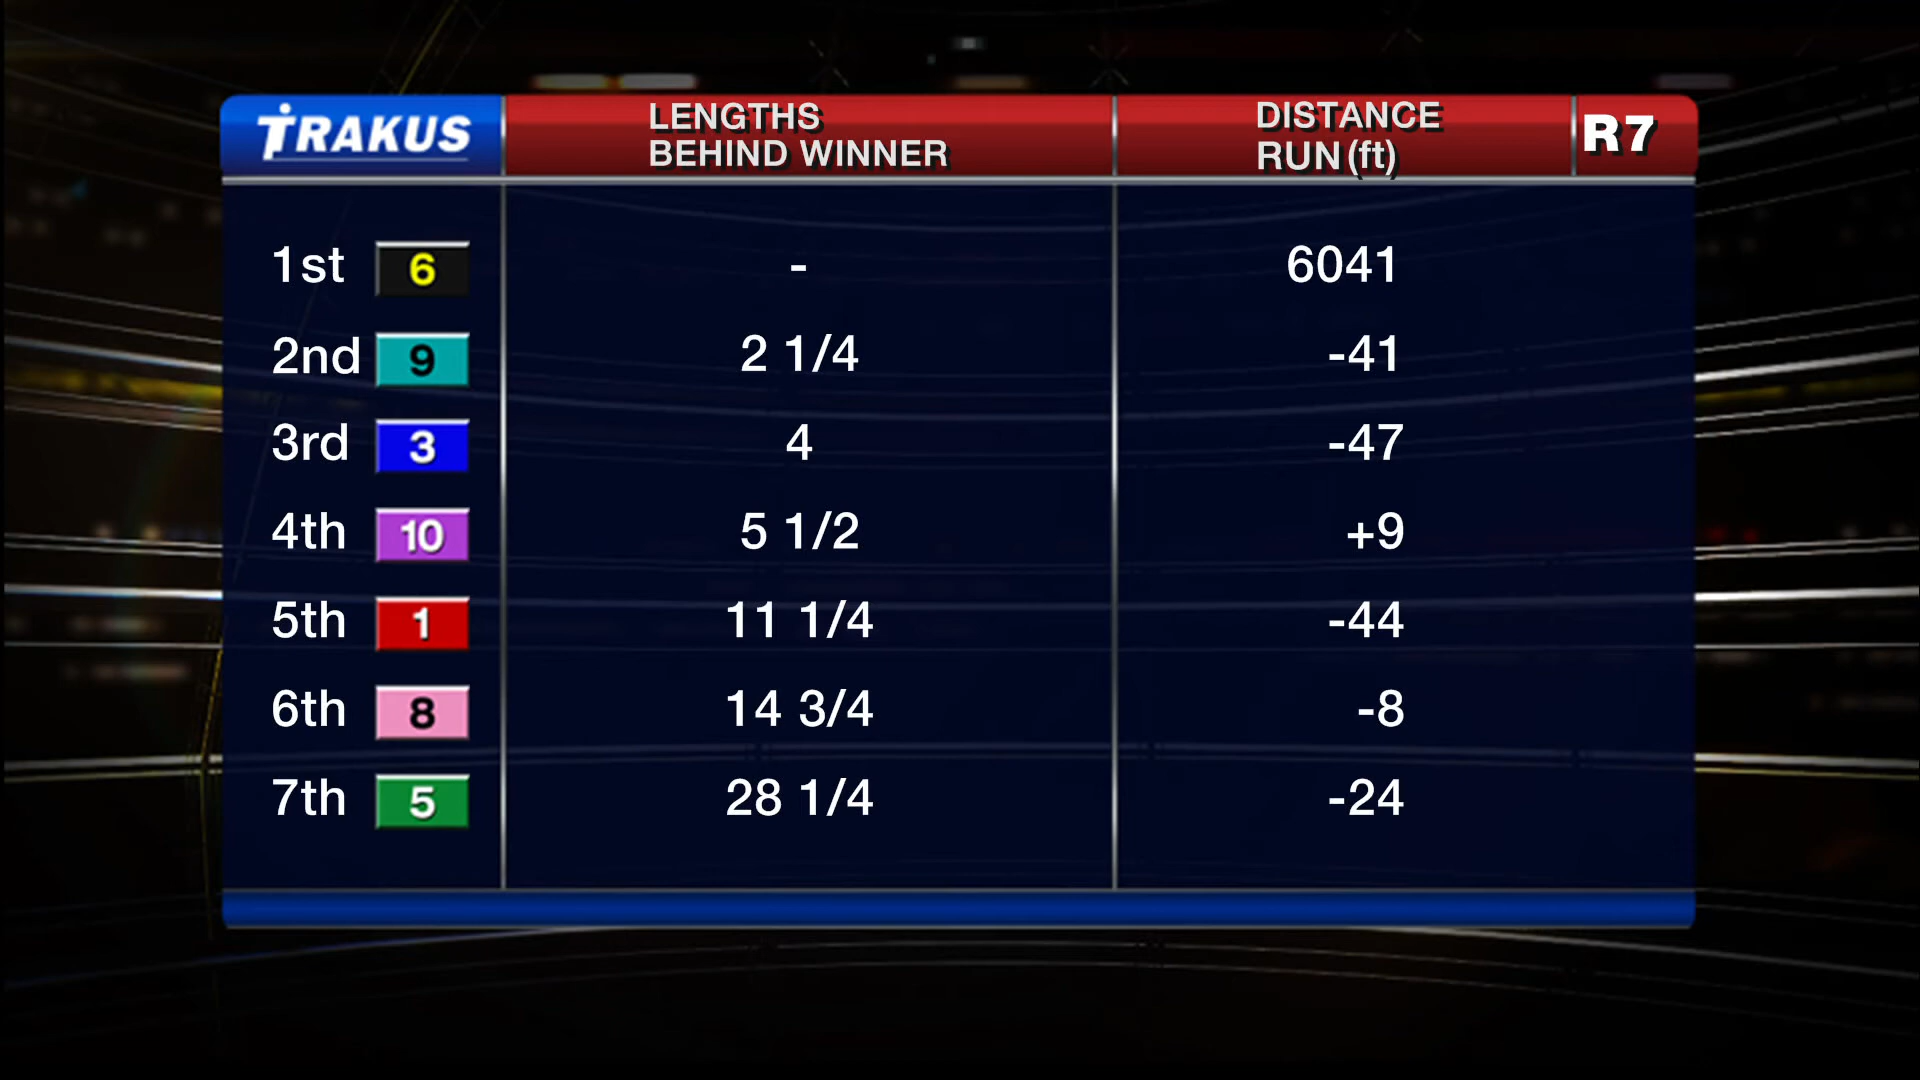 TRAKUS
LENGTHS
BEHIND WINNER
DISTANCE
RUN (ft)
R7
1st 6 - 6041
2nd 9 2 1/4 -41
3rd 3 4 -47
4th 10 5 1/2 +9
5th 1 11 1/4 -44
6th 8 14 3/4 -8
7th 5 28 1/4 -24